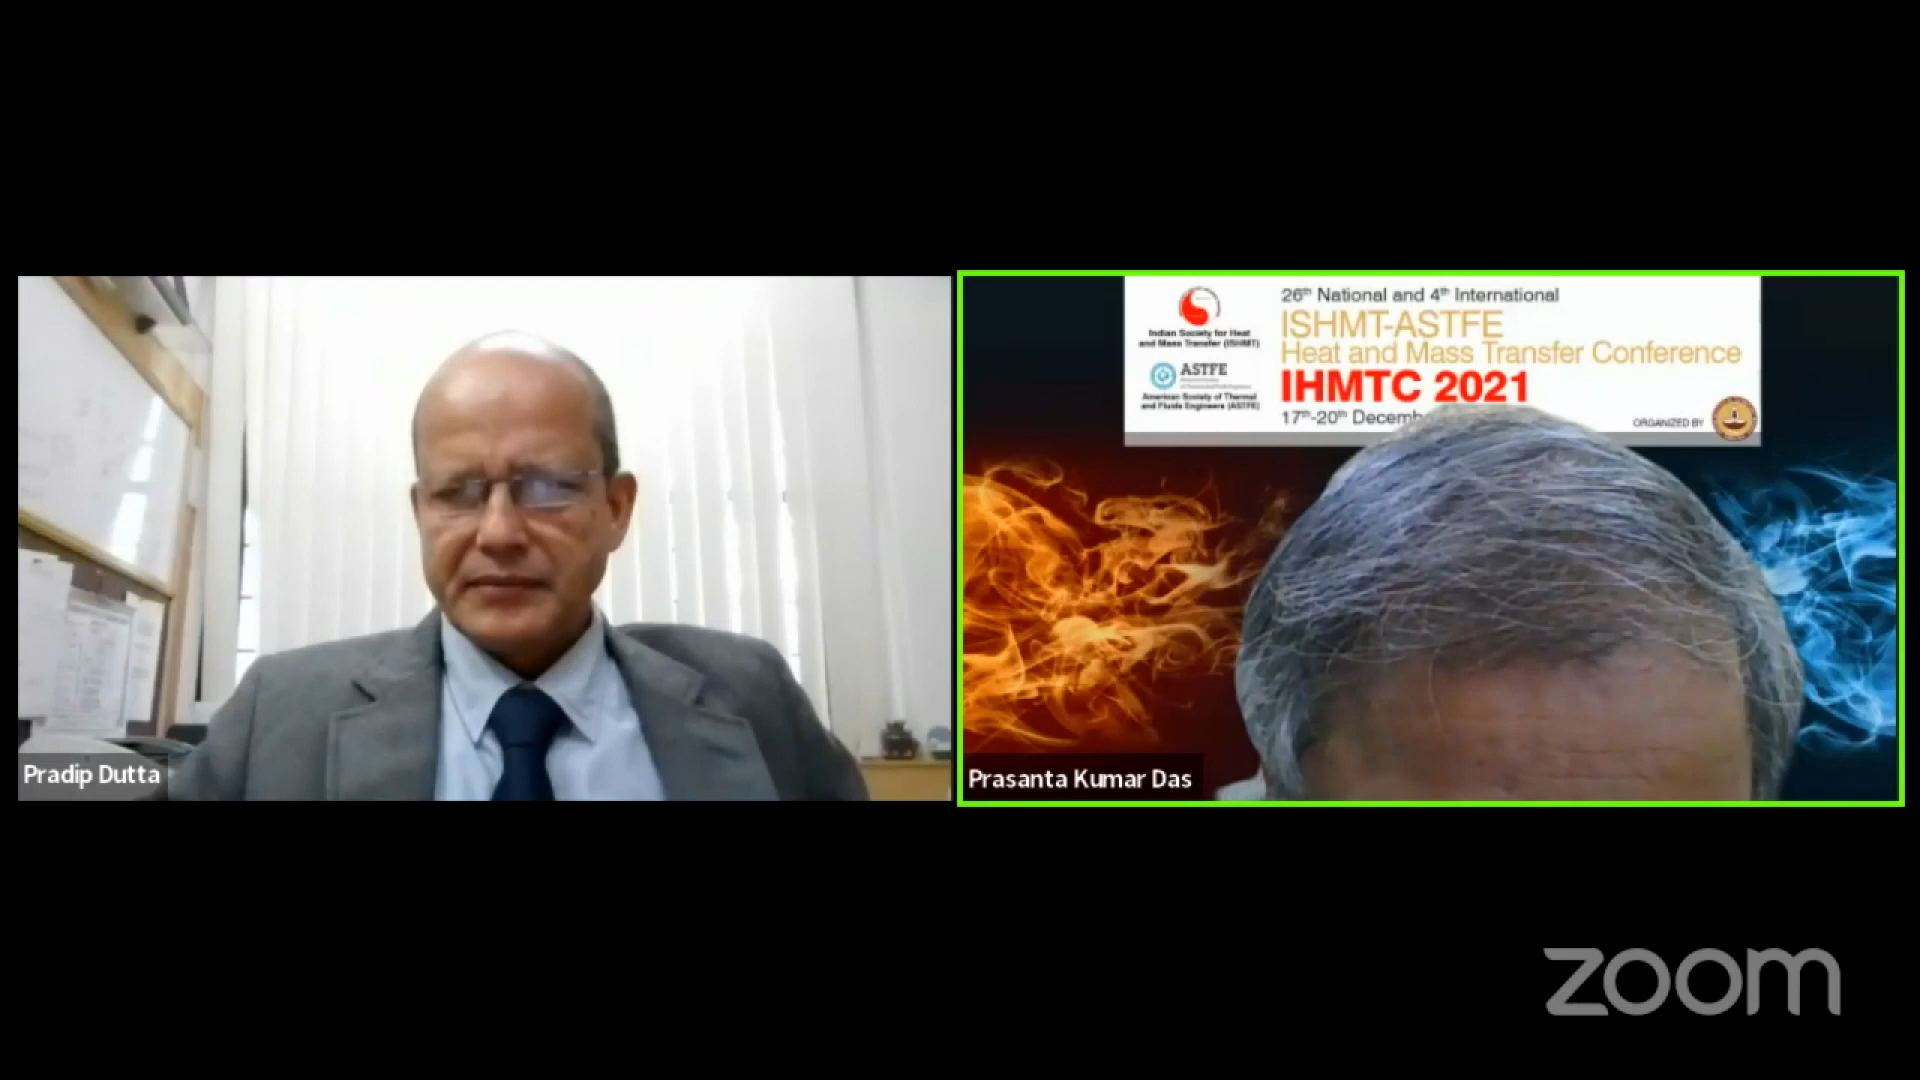 26th National and 4th International
ISHMT-ASTFE
Heat and Mass Transfer Conference
IHMTC 2021
17th-20th Decemb
Indian Society for Heat
and Mass Transfer (ISHMT)
ASTFE
American Society of Thermal
and Fluids Engineers (ASTFE)
ORGANIZED BY
Pradip Dutta
Prasanta Kumar Das
zoom